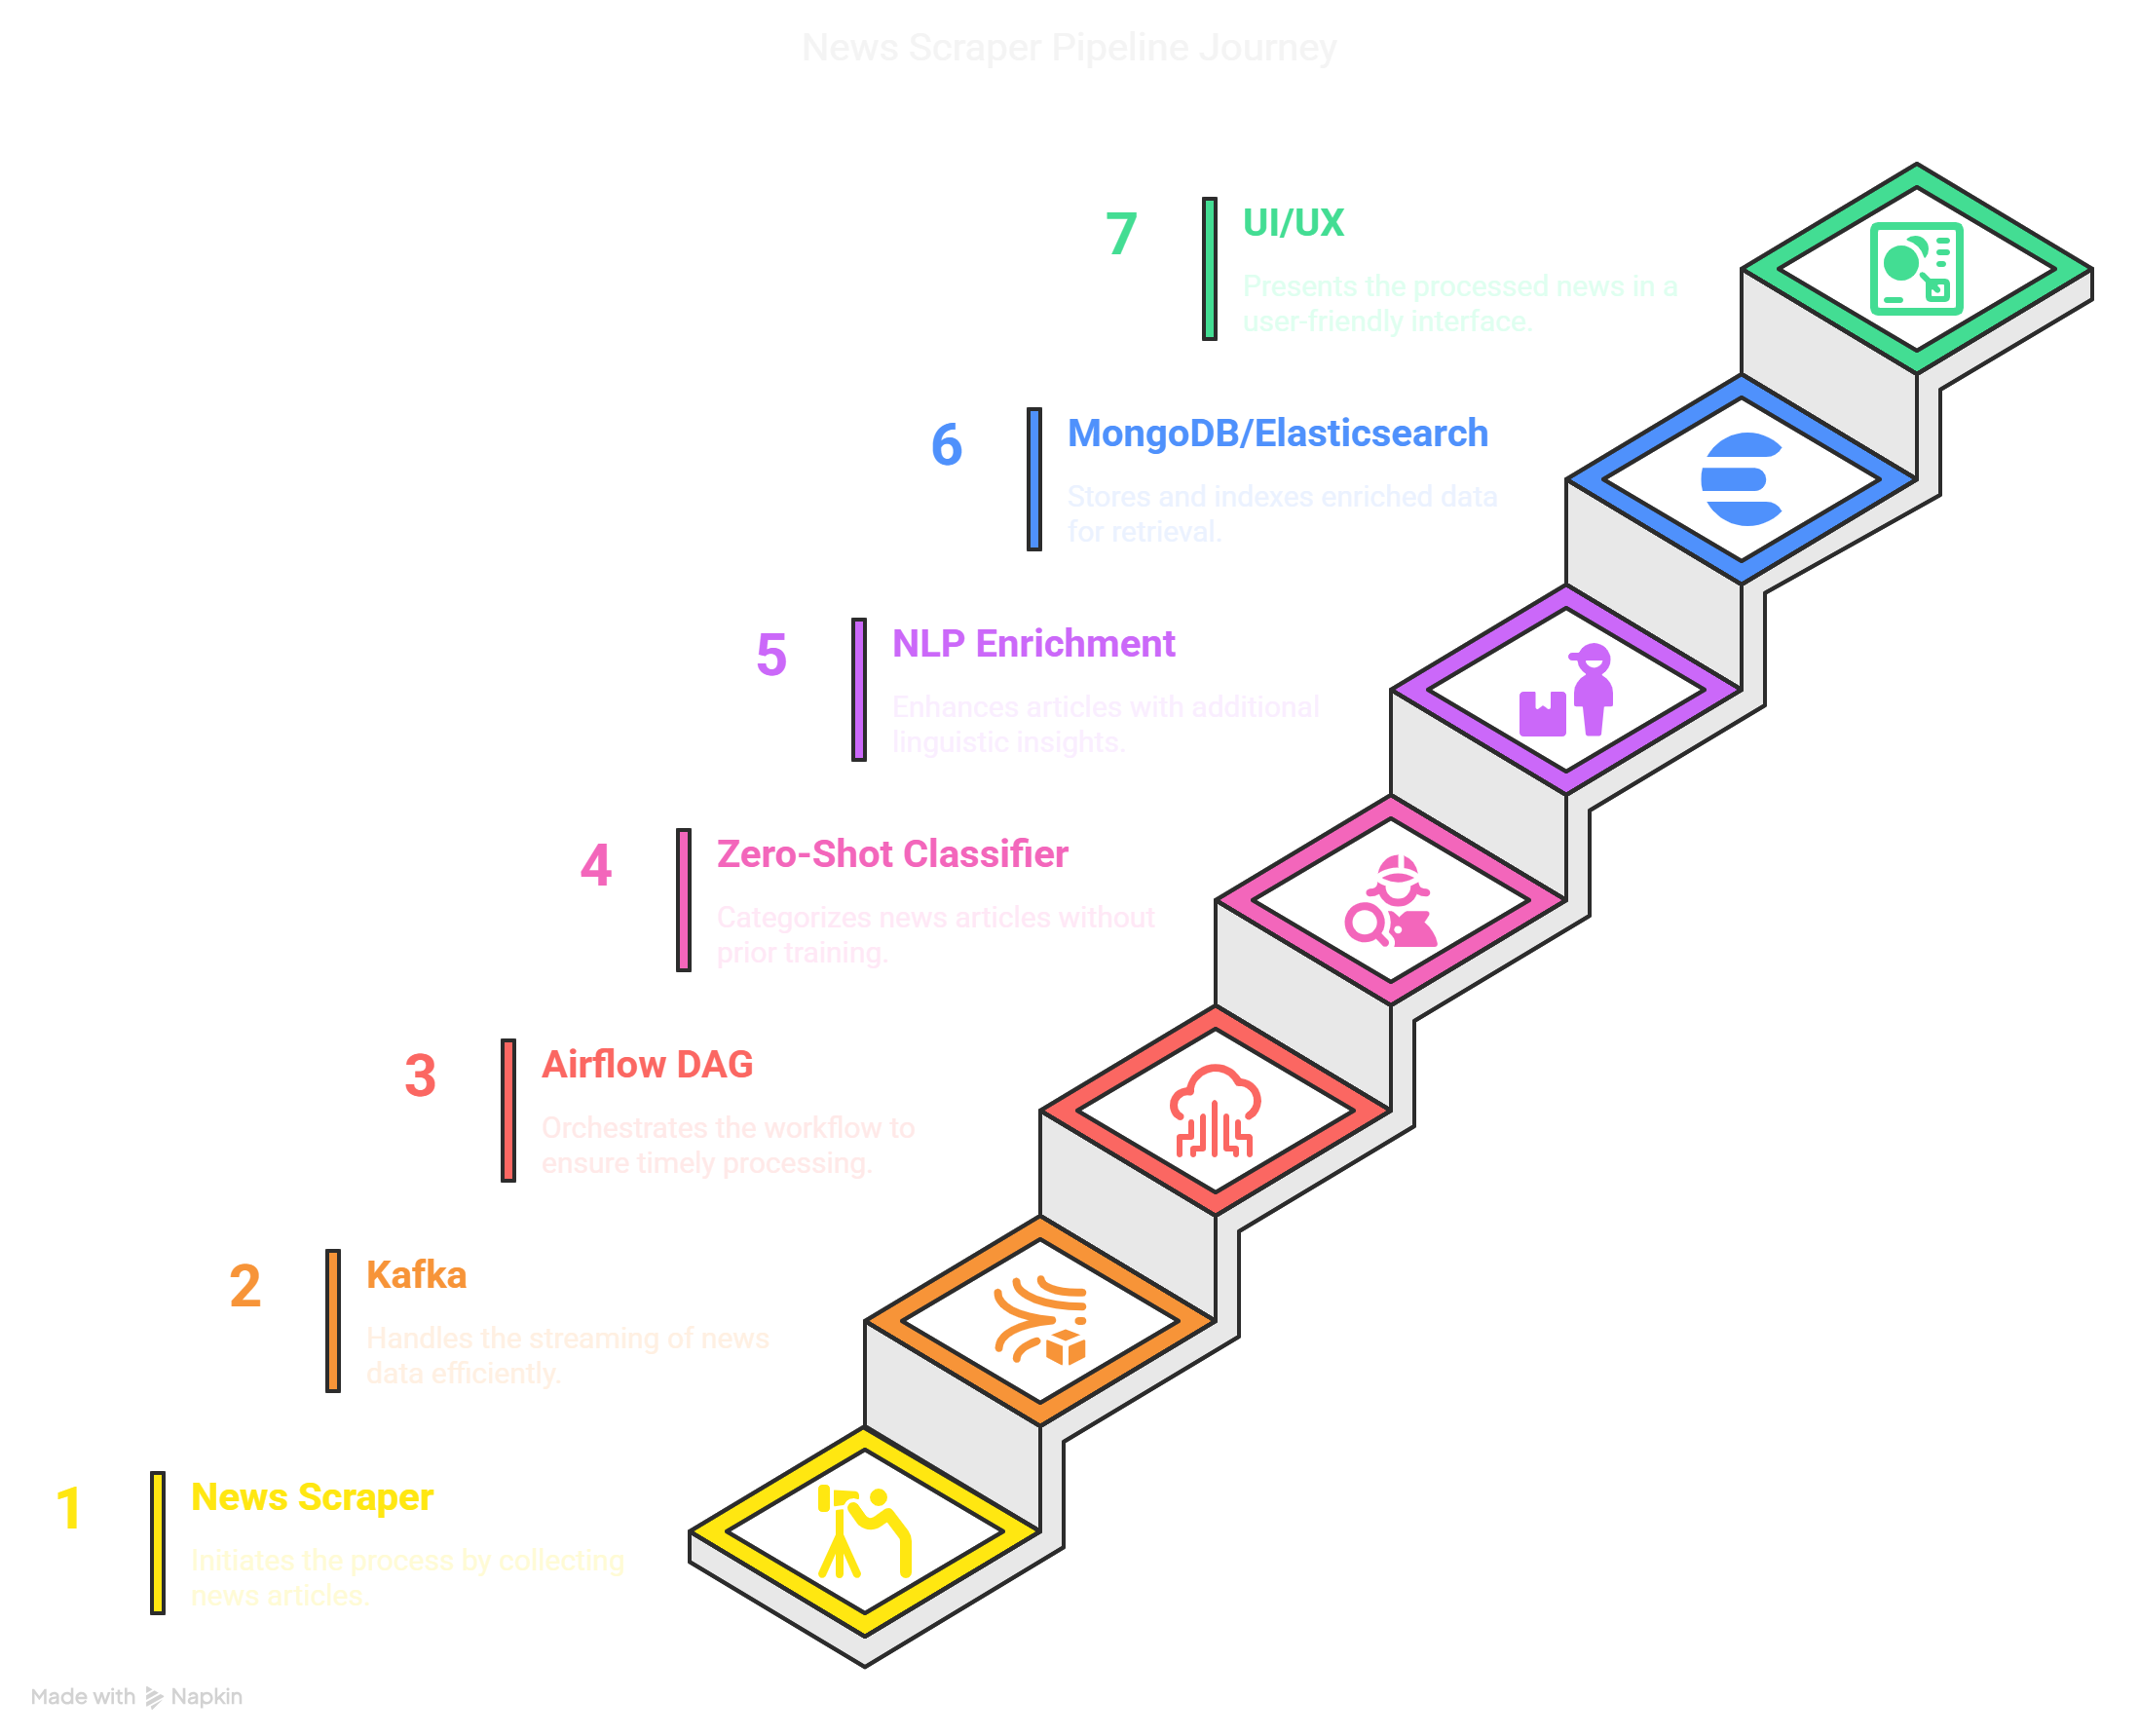 News Scraper Pipeline Journey
7
UI/UX
Presents the processed news in a
user-friendly interface.
6
MongoDB/Elasticsearch
Stores and indexes enriched data
for retrieval.
5
NLP Enrichment
Enhances articles with additional
linguistic insights.
4
Zero-Shot Classifier
Categorizes news articles without
prior training.
3
Airflow DAG
Orchestrates the workflow to
ensure timely processing.
2
Kafka
Handles the streaming of news
data efficiently.
1
News Scraper
Initiates the process by collecting
news articles.
Made with Napkin